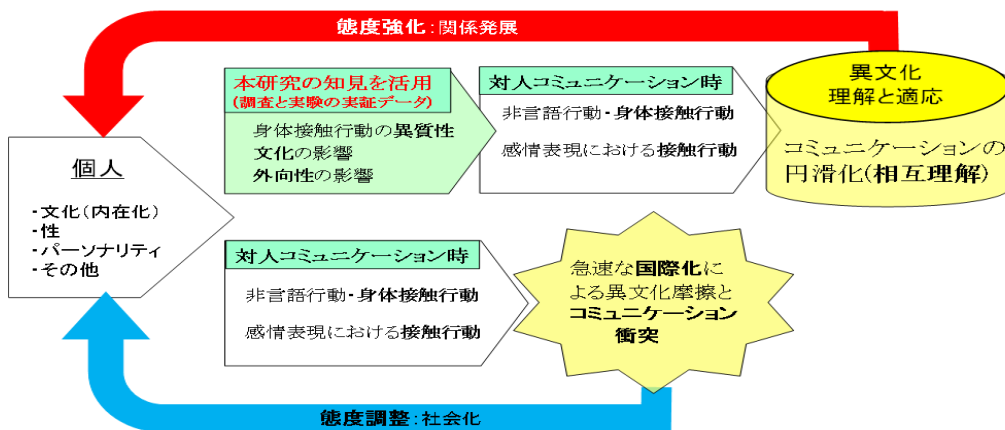 態度強化:関係発展
本研究の知見を活用
(調査と実験の実証データ)
身体接触行動の異質性
文化の影響
外向性の影響
対人コミュニケーション時
非言語行動・身体接触行動
感情表現における接触行動
異文化
理解と適応
コミュニケーションの
円滑化(相互理解)
個人
・文化(内在化)
・性
・パーソナリティ
・その他
対人コミュニケーション時
非言語行動・身体接触行動
感情表現における接触行動
急速な国際化に
よる異文化摩擦と
コミュニケーション
衝突
態度調整:社会化